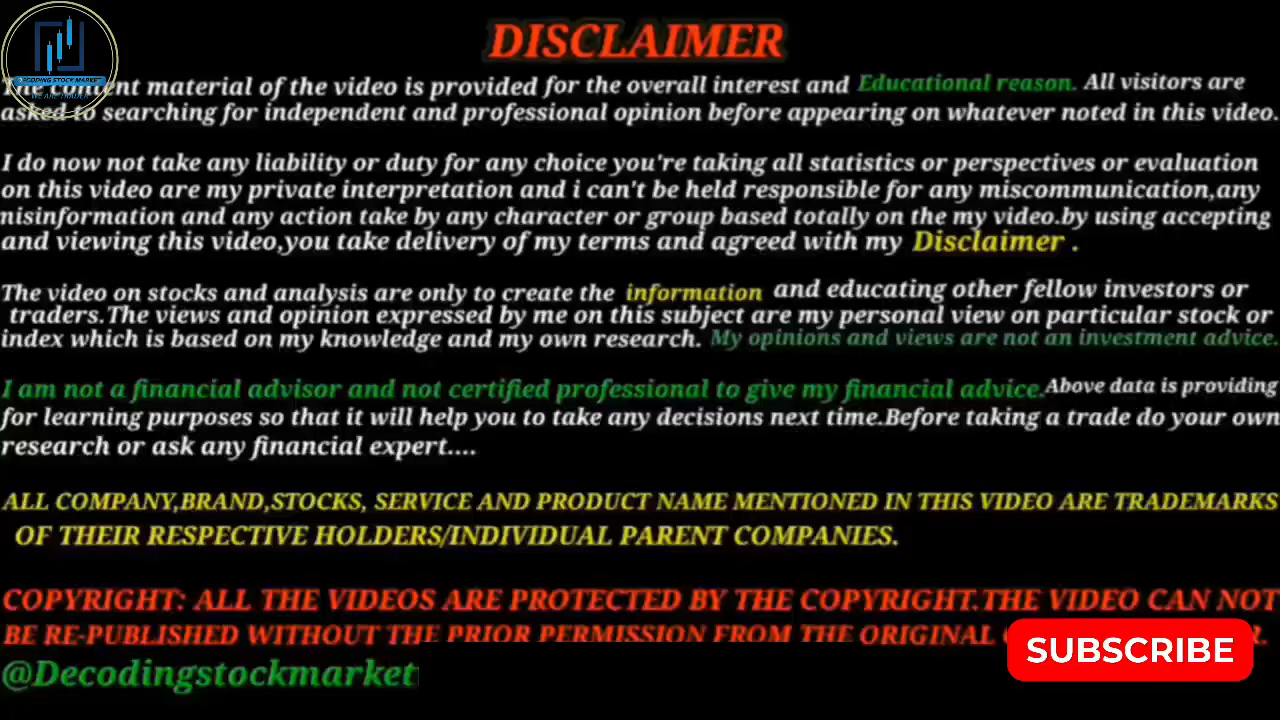 DISCLAIMER
DECODING STOCK MARKET
WE ARE TRADER
The content material of the video is provided for the overall interest and Educational reason. All visitors are
asked to searching for independent and professional opinion before appearing on whatever noted in this video.
I do now not take any liability or duty for any choice you're taking all statistics or perspectives or evaluation
on this video are my private interpretation and i can't be held responsible for any miscommunication,any
nisinformation and any action take by any character or group based totally on the my video.by using accepting
and viewing this video,you take delivery of my terms and agreed with my Disclaimer .
The video on stocks and analysis are only to create the information and educating other fellow investors or
traders.The views and opinion expressed by me on this subject are my personal view on particular stock or
index which is based on my knowledge and my own research. My opinions and views are not an investment advice.
I am not a financial advisor and not certified professional to give my financial advice.Above data is providing
for learning purposes so that it will help you to take any decisions next time.Before taking a trade do your own
research or ask any financial expert....
ALL COMPANY,BRAND,STOCKS, SERVICE AND PRODUCT NAME MENTIONED IN THIS VIDEO ARE TRADEMARKS
OF THEIR RESPECTIVE HOLDERS/INDIVIDUAL PARENT COMPANIES.
COPYRIGHT: ALL THE VIDEOS ARE PROTECTED BY THE COPYRIGHT.THE VIDEO CAN NOT
BE RE-PUBLISHED WITHOUT THE PRIOR PERMISSION FROM THE ORIGINAL
SUBSCRIBE
@Decodingstockmarket